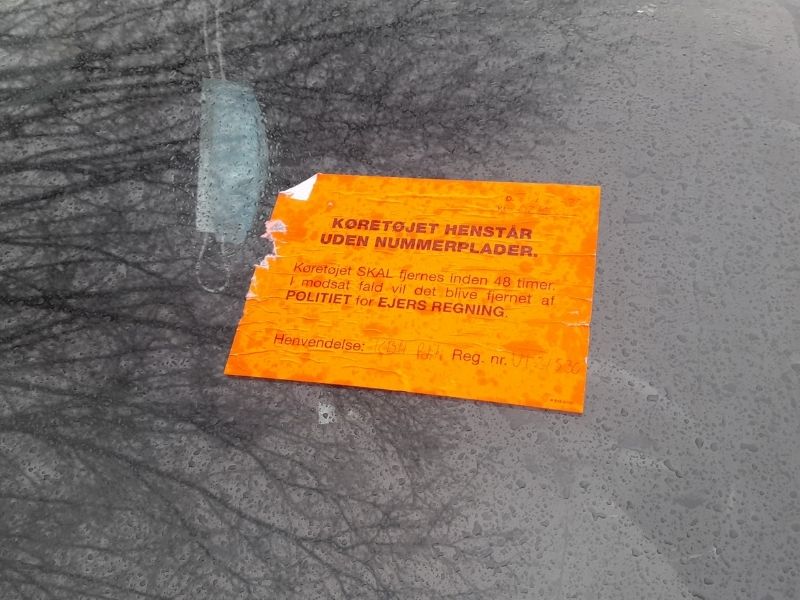 KØRETØJET HENSTÅR
UDEN NUMMERPLADER.
Køretøjet SKAL fjernes inden 48 timer.
I modsat fald vil det blive fjernet af
POLITIET for EJERS REGNING.
Henvendelse: Reg. nr.